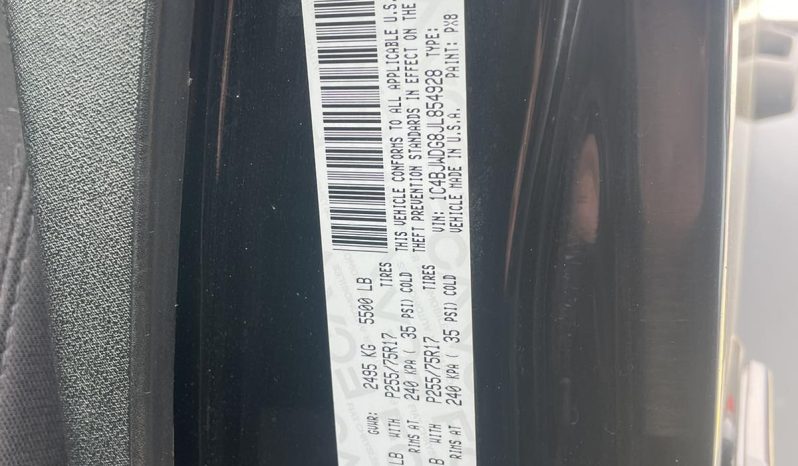 GVWR: 2495 KG 5500 LB
LB WITH P255/75R17 TIRES
RIMS AT 240 KPA ( 35 PSI) COLD
THIS VEHICLE CONFORMS TO ALL APPLICABLE U.S.
THEFT PREVENTION STANDARDS IN EFFECT ON THE
B WITH P255/75R17 TIRES
VIN: 1C4BJWDG8JL854928 TYPE:
RIMS AT 240 KPA ( 35 PSI) COLD
VEHICLE MADE IN U.S.A. PAINT: PX8